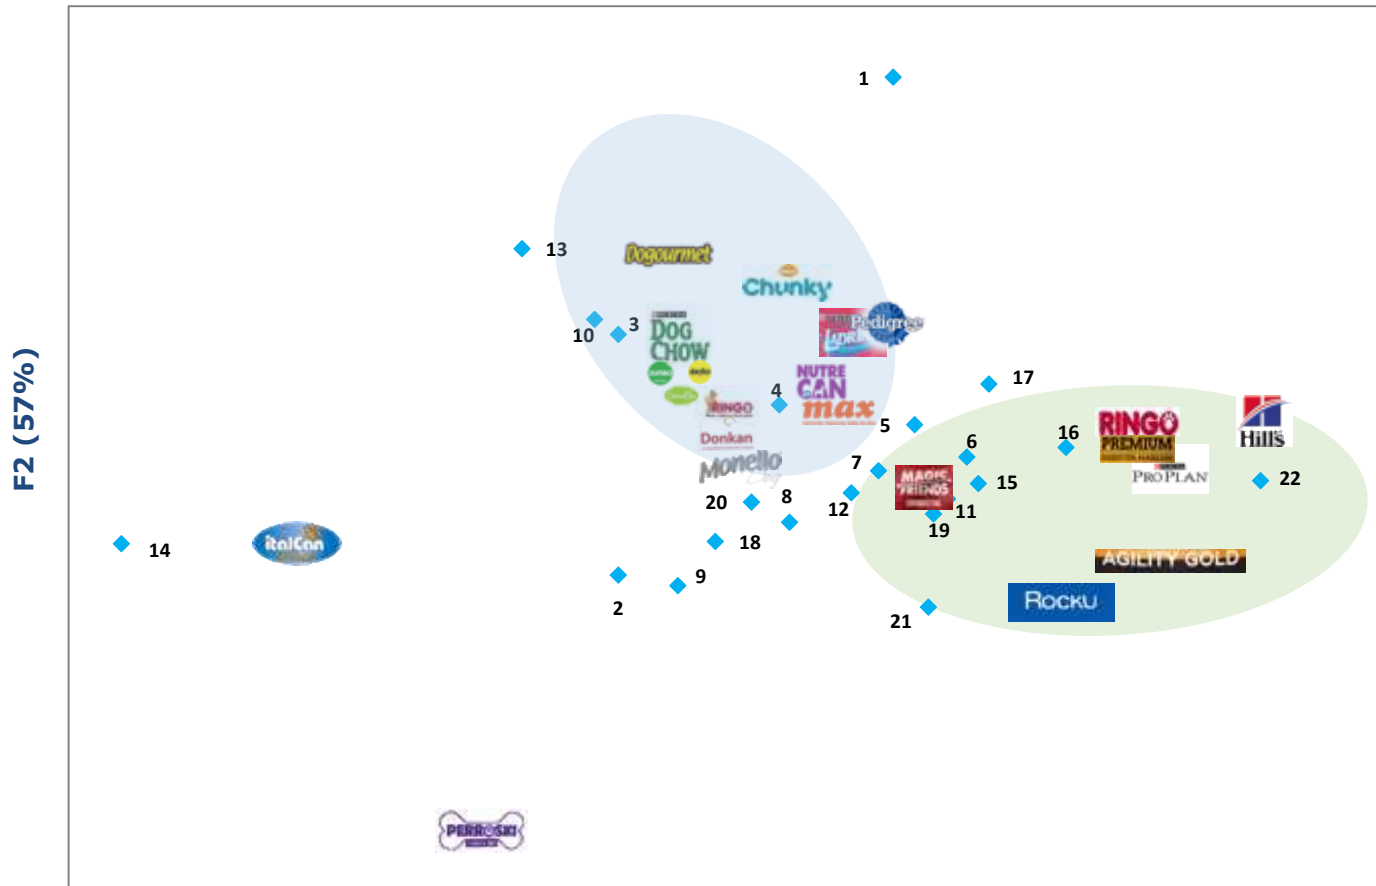 F2 (57%)
1
13
Dogourmet
Chunky
10
3
DOG
CHOW
Pedigree
17
NUTRE
CAN
max
4
RINGO
5
RINGO
PREMIUM
Hill's
Donkan
16
6
Monello
7
MAGIC
FRIENDS
15
PRO PLAN
22
20
8
12
11
19
18
14
italCan
9
2
AGILITY GOLD
ROCKU
21
PERROSKI